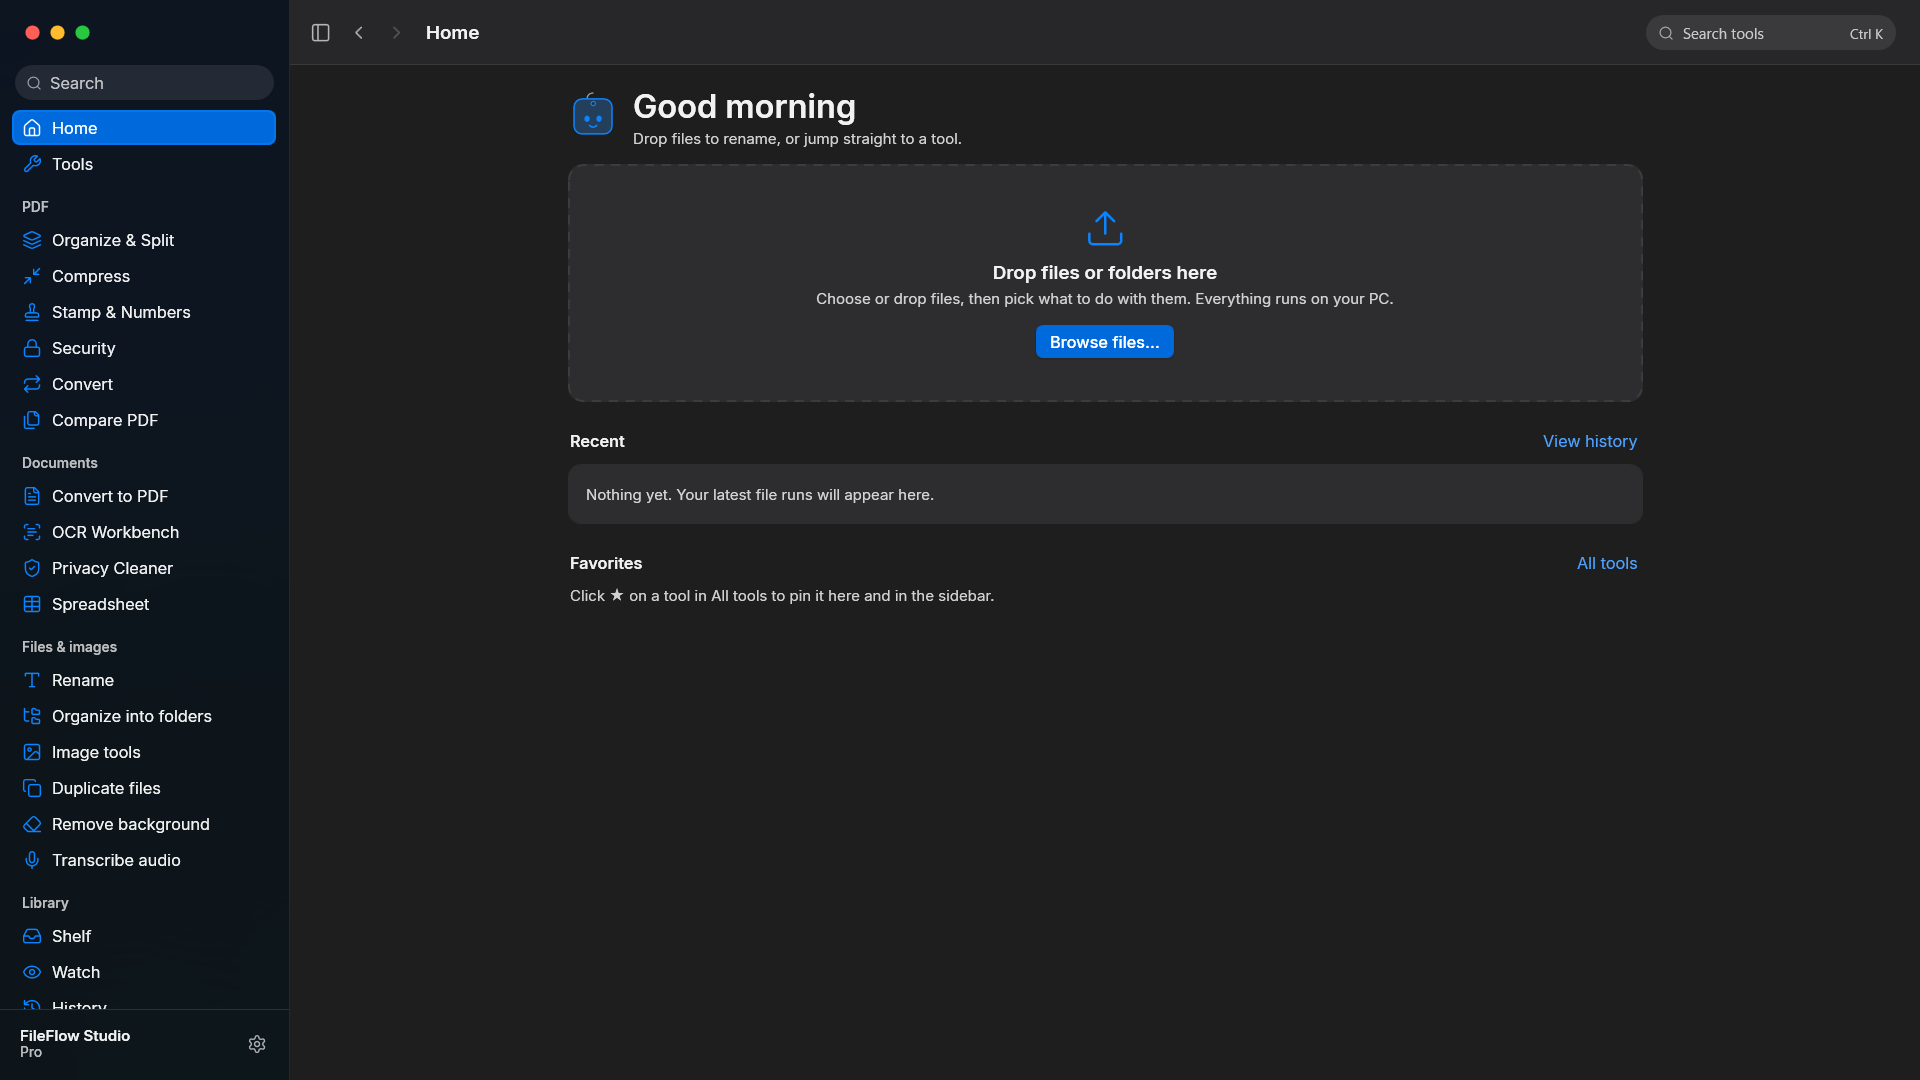 Home
Search tools
Ctrl K
Search
Home
Tools
PDF
Organize & Split
Compress
Stamp & Numbers
Security
Convert
Compare PDF
Documents
Convert to PDF
OCR Workbench
Privacy Cleaner
Spreadsheet
Files & images
Rename
Organize into folders
Image tools
Duplicate files
Remove background
Transcribe audio
Library
Shelf
Watch
History
FileFlow Studio
Pro
Good morning
Drop files to rename, or jump straight to a tool.
Drop files or folders here
Choose or drop files, then pick what to do with them. Everything runs on your PC.
Browse files...
Recent
View history
Nothing yet. Your latest file runs will appear here.
Favorites
All tools
Click ★ on a tool in All tools to pin it here and in the sidebar.